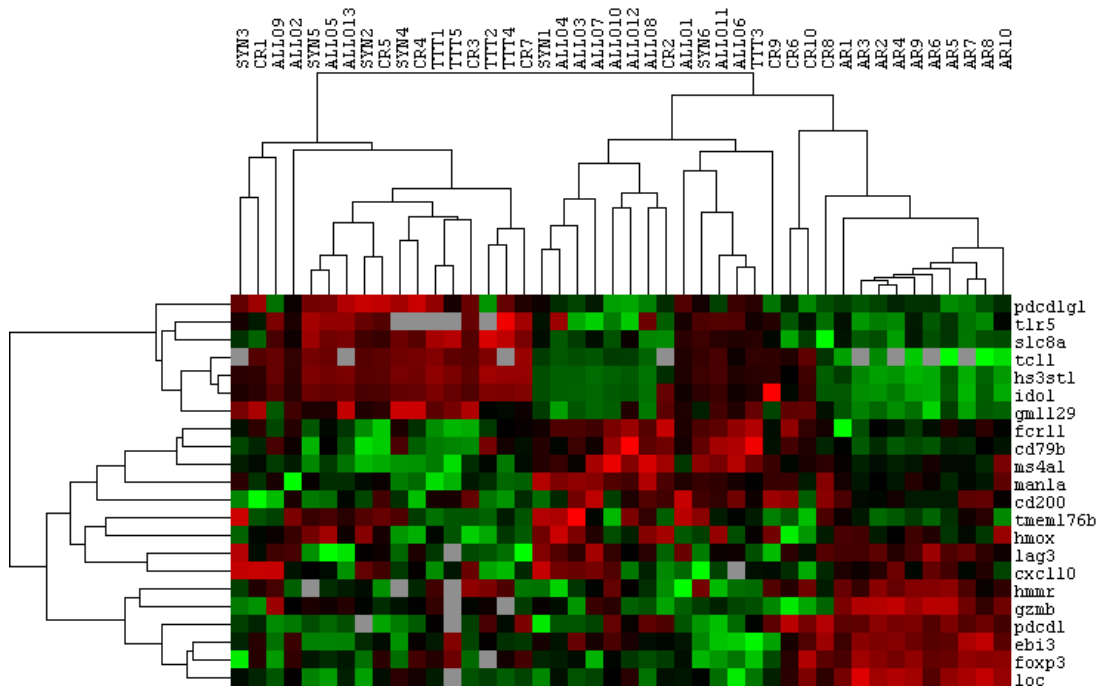 SYN3
CR1
ALL09
ALL02
SYN5
ALL05
ALL013
SYN2
CR5
SYN4
CR4
TTT1
TTT5
CR3
TTT2
TTT4
CR7
SYN1
ALL04
ALL03
ALL07
ALL010
ALL012
ALL08
CR2
ALL01
SYN6
ALL011
ALL06
TTT3
CR9
CR6
CR10
CR8
AR1
AR3
AR2
AR4
AR9
AR6
AR5
AR7
AR8
AR10
pdcd1g1
tlr5
slc8a
tcl1
hs3st1
ido1
gm1129
fcrl1
cd79b
ms4a1
man1a
cd200
tmem176b
hmox
lag3
cxcl10
hmmr
gzmb
pdcd1
ebi3
foxp3
loc